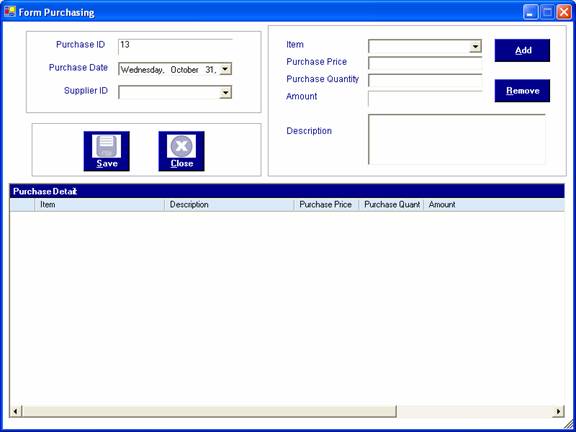 Form Purchasing
Purchase ID 13
Purchase Date Wednesday, October 31,
Supplier ID
Save Close
Item
Purchase Price
Purchase Quantity
Amount
Description
Add
Remove
Purchase Detail:
Item Description Purchase Price Purchase Quant Amount